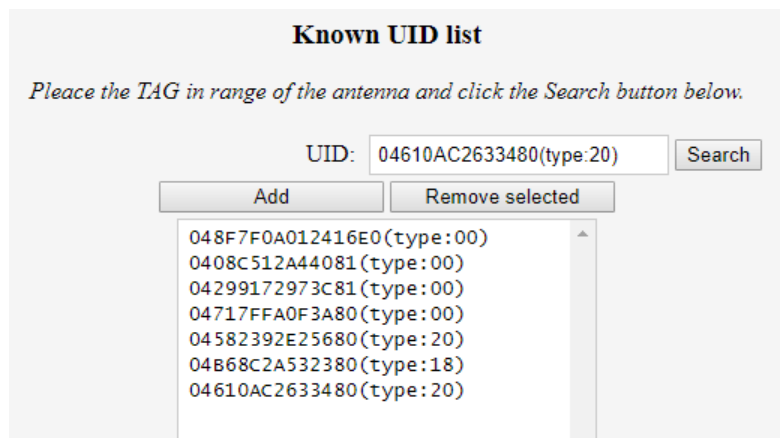 Known UID list
Pleace the TAG in range of the antenna and click the Search button below.
UID: 04610AC2633480(type:20) Search
Add Remove selected
048F7F0A012416E0(type:00)
0408C512A44081(type:00)
04299172973C81(type:00)
04717FFA0F3A80(type:00)
04582392E25680(type:20)
04B68C2A532380(type:18)
04610AC2633480(type:20)